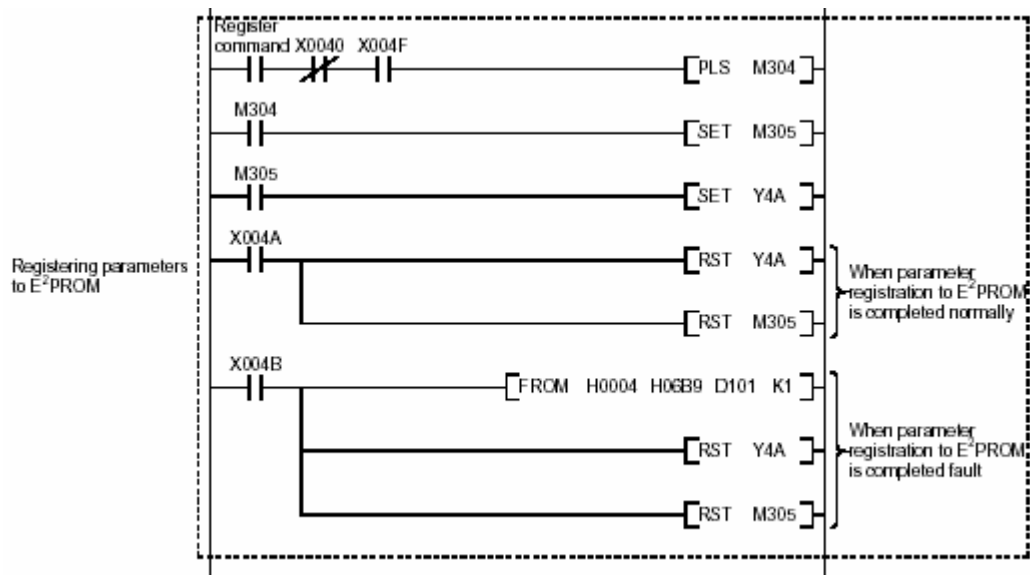 Register
command X0040 X004F
PLS M304
M304
SET M305
M305
SET Y4A
X004A
RST Y4A
Registering parameters
to E²PROM
When parameter
registration to E²PROM
is completed normally
RST M305
X004B
FROM H0004 H06B9 D101 K1
When parameter
registration to E²PROM
is completed fault
RST Y4A
RST M305